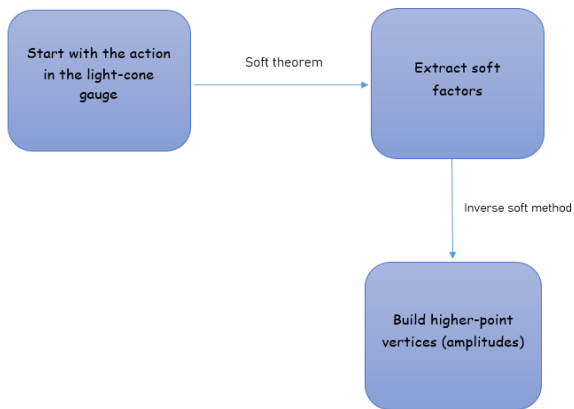 Start with the action
in the light-cone
gauge
Soft theorem
Extract soft
factors
Inverse soft method
Build higher-point
vertices (amplitudes)